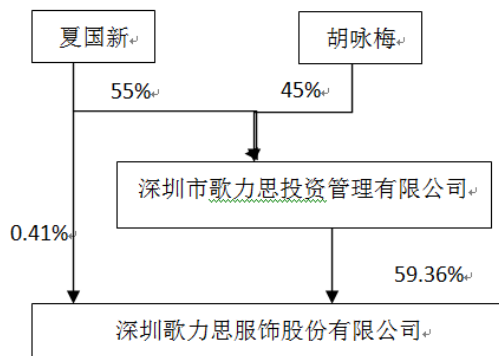 夏国新
胡咏梅
55%
45%
深圳市歌力思投资管理有限公司
0.41%
59.36%
深圳歌力思服饰股份有限公司